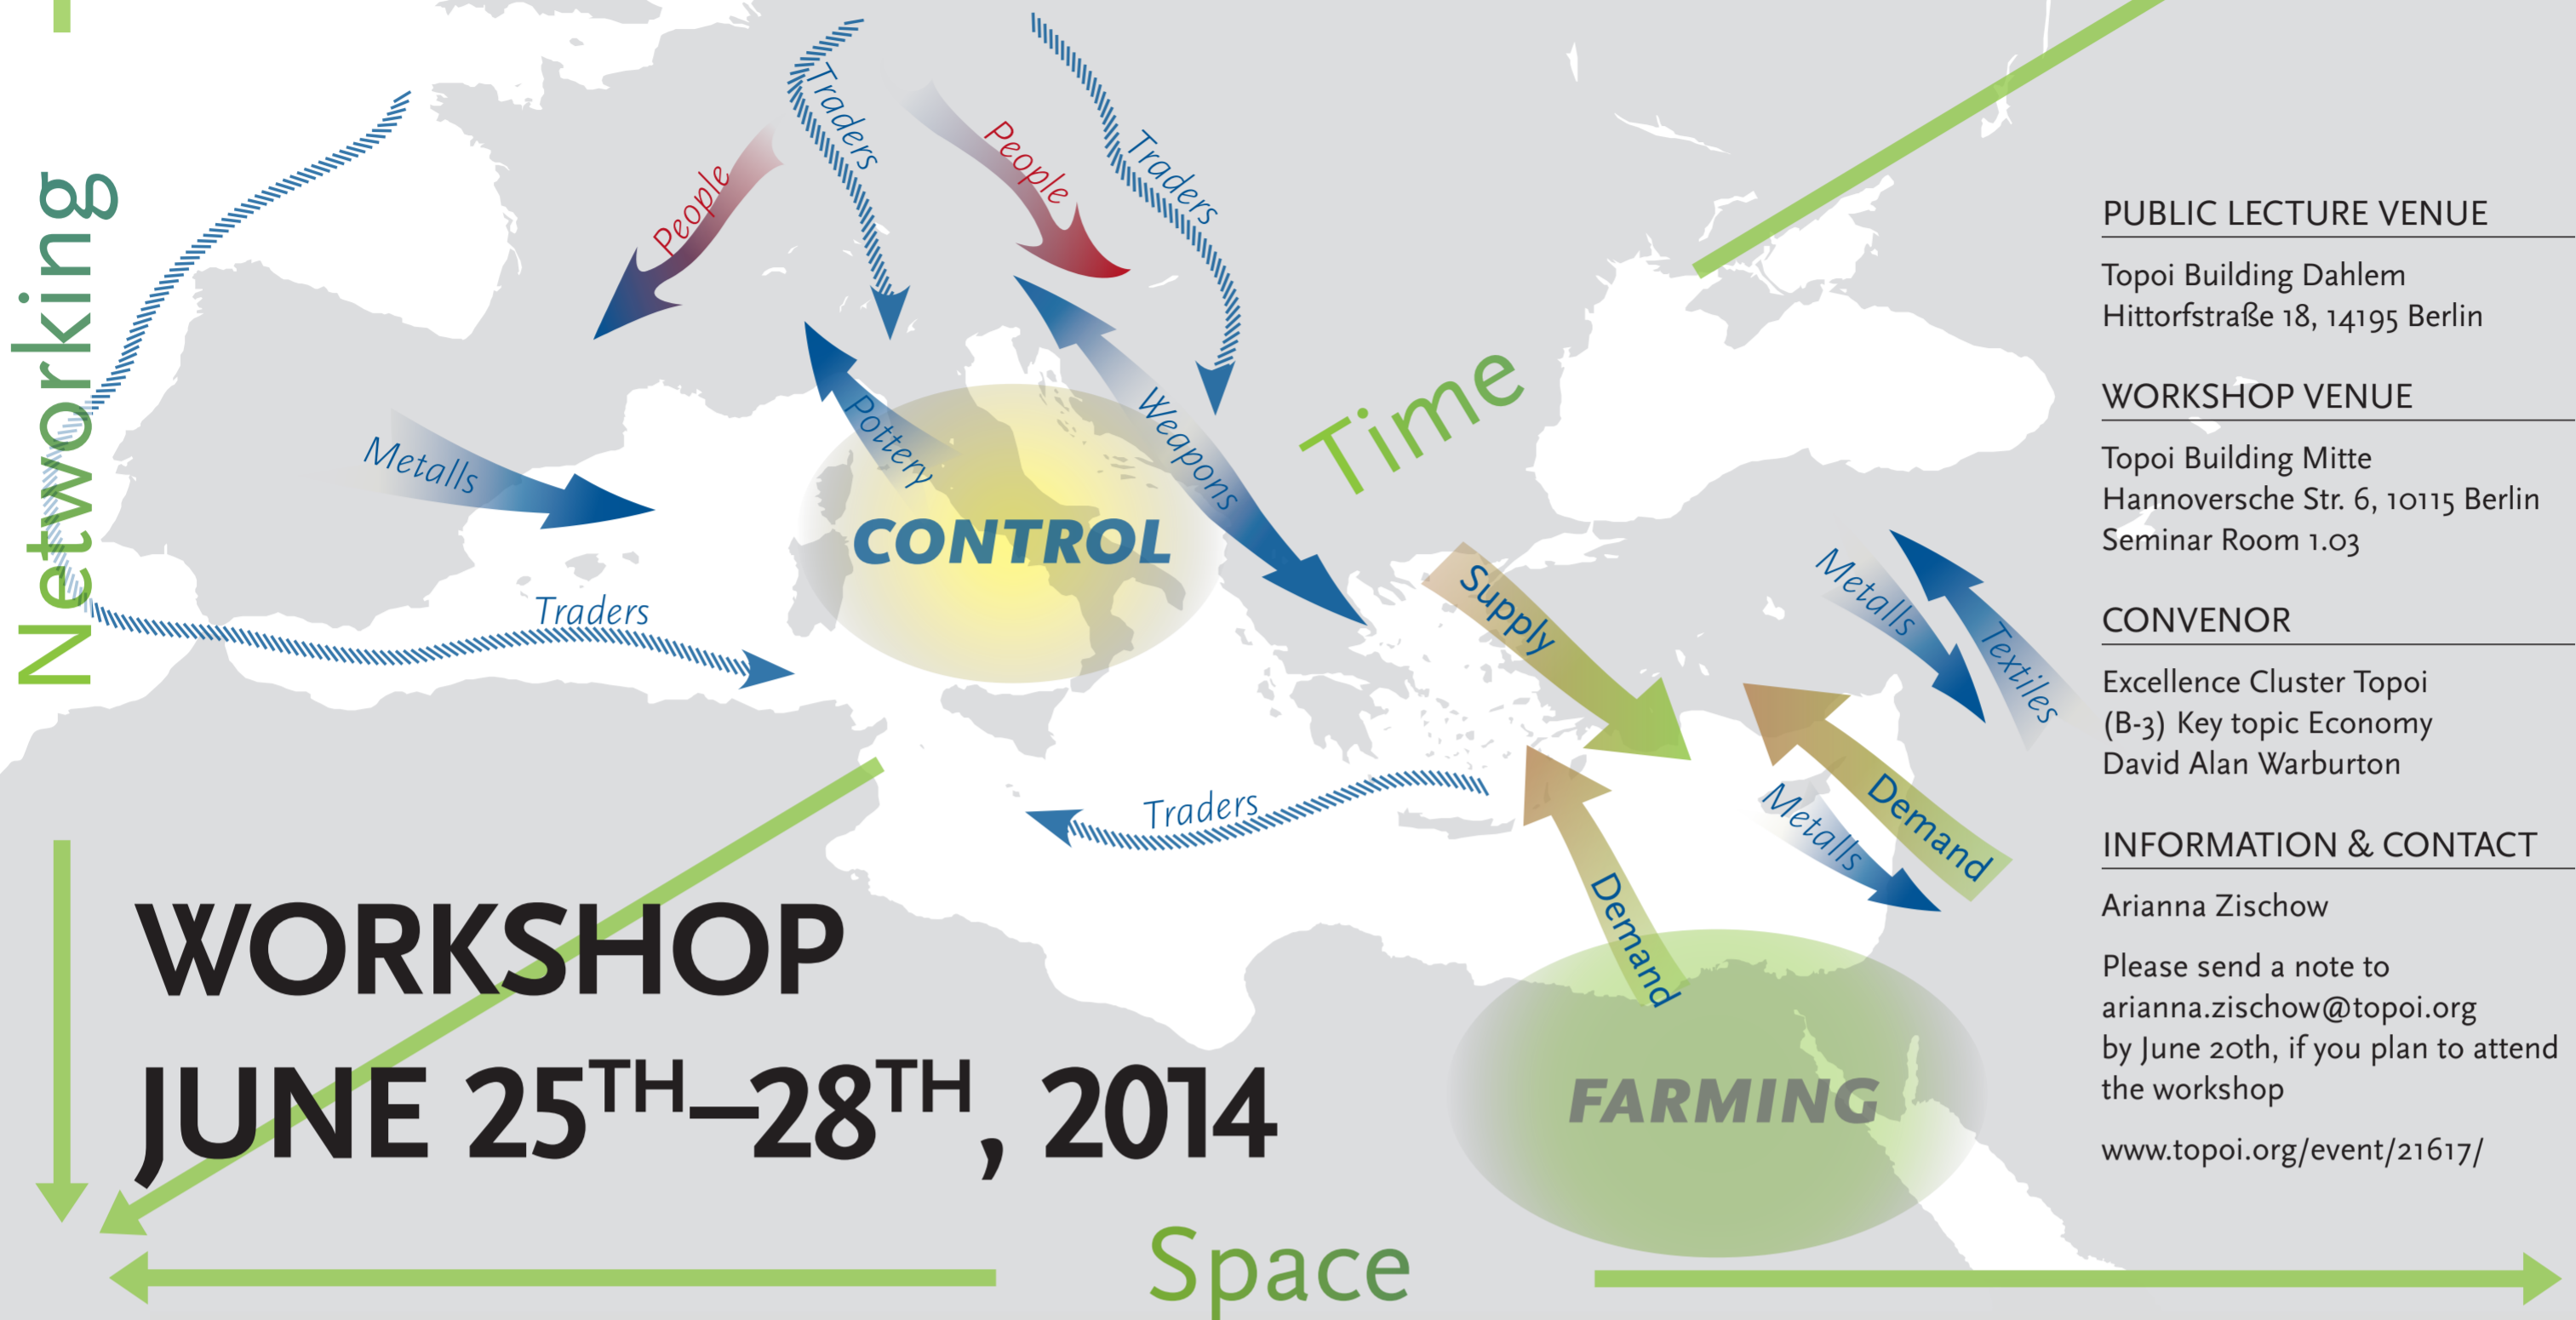 Networking
Traders
People
People
Traders
Metalls
Pottery
Weapons
Time
CONTROL
Traders
Supply
Metalls
Textiles
Traders
Demand
Metalls
Demand
FARMING
WORKSHOP
JUNE 25TH–28TH, 2014
Space
PUBLIC LECTURE VENUE
Topoi Building Dahlem
Hittorfstraße 18, 14195 Berlin
WORKSHOP VENUE
Topoi Building Mitte
Hannoversche Str. 6, 10115 Berlin
Seminar Room 1.03
CONVENOR
Excellence Cluster Topoi
(B-3) Key topic Economy
David Alan Warburton
INFORMATION & CONTACT
Arianna Zischow
Please send a note to
arianna.zischow@topoi.org
by June 20th, if you plan to attend
the workshop
www.topoi.org/event/21617/